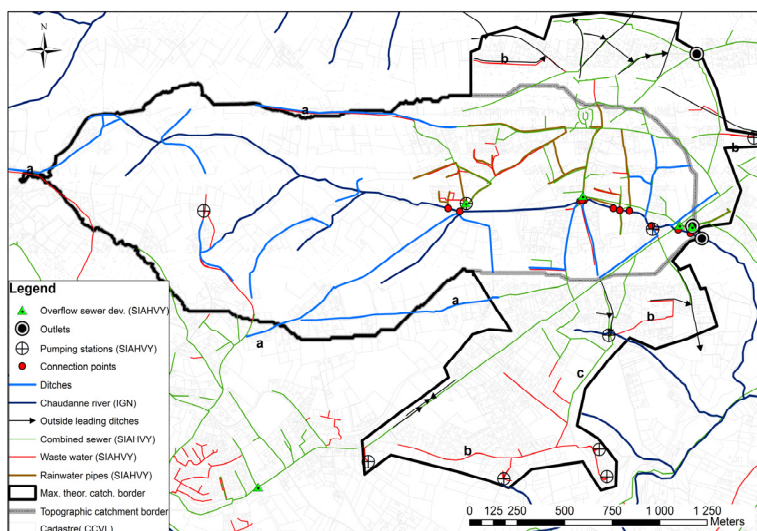 N
b
a
b
a
Legend
Overflow sewer dev. (SIAHVY)
Outlets
Pumping stations (SIAHVY)
Connection points
Ditches
Chaudanne river (IGN)
Outside leading ditches
Combined sewer (SIAHVY)
Waste water (SIAHVY)
Rainwater pipes (SIAHVY)
Max. theor. catch. border
Topographic catchment border
Cadastre( CCVL)
a
a
b
c
b
0 125 250 500 750 1 000 1 250
Meters